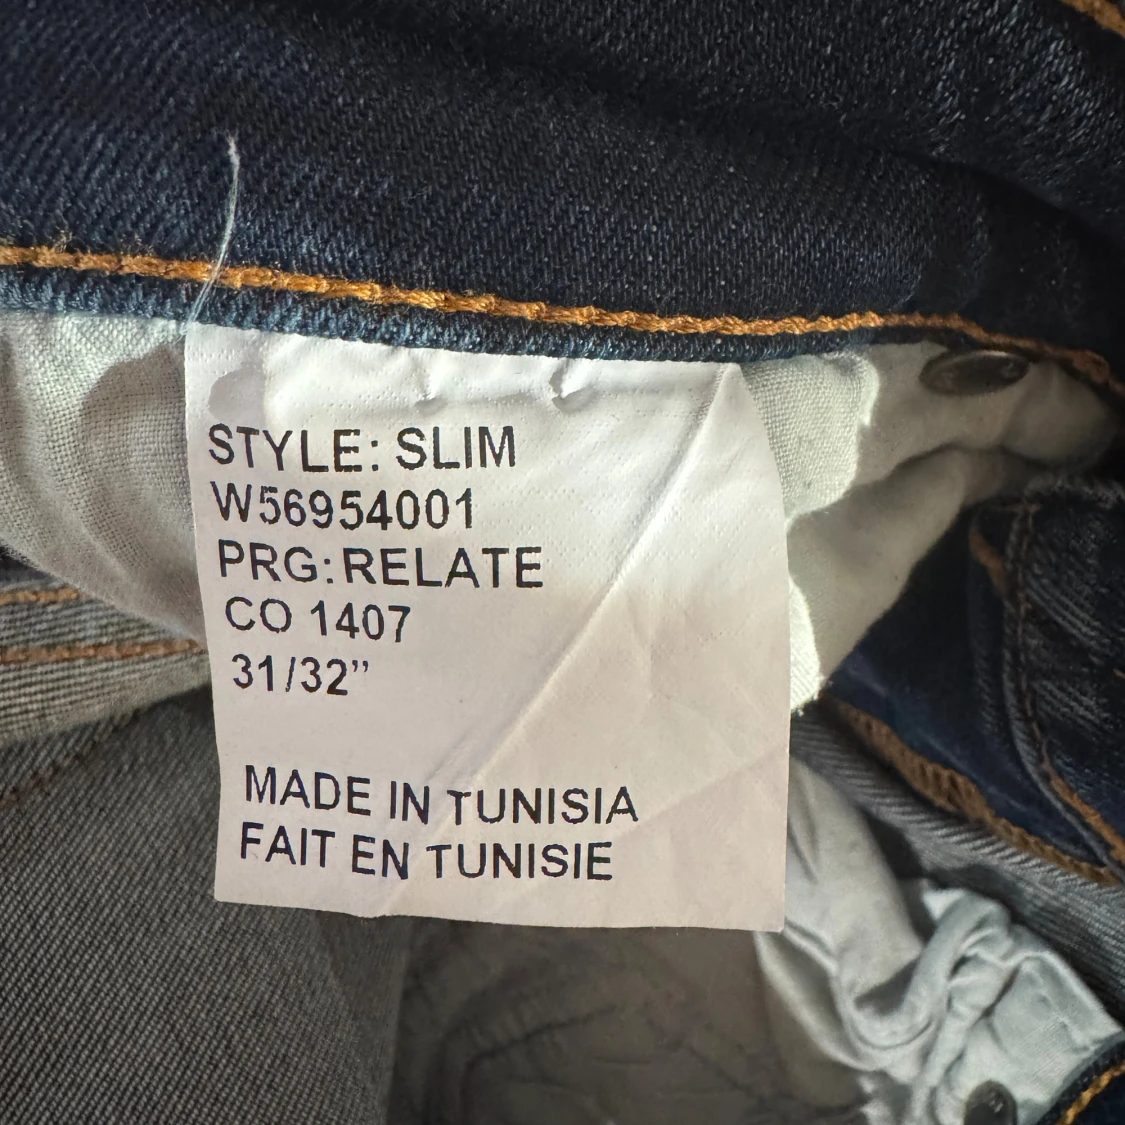 STYLE: SLIM
W56954001
PRG: RELATE
CO 1407
31/32”
MADE IN TUNISIA
FAIT EN TUNISIE